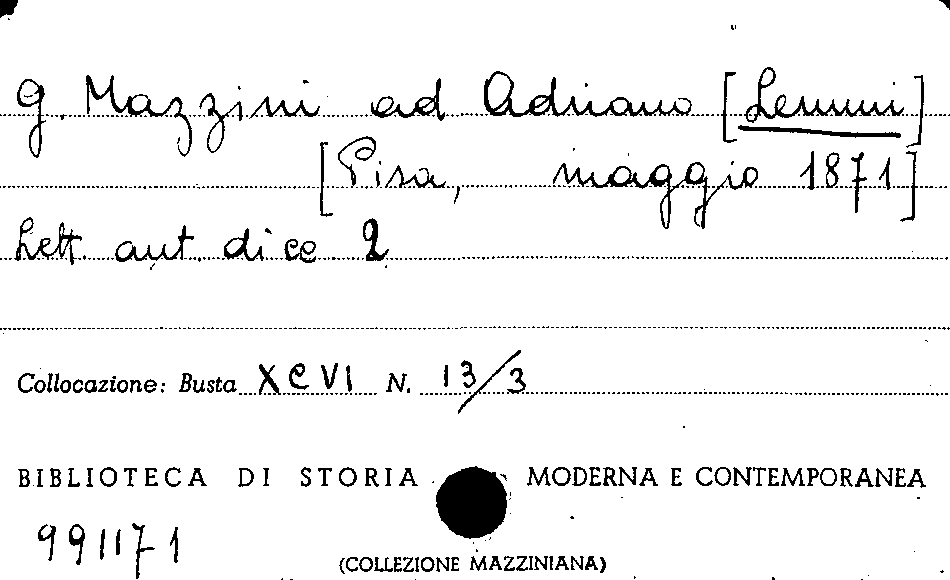 G. Mazzini ad Adriano [Lemmi]
[Pisa, maggio 1871]
Lett. aut. di cc 2
Collocazione: Busta XCVI N. 13/3
BIBLIOTECA DI STORIA MODERNA E CONTEMPORANEA
991171
(COLLEZIONE MAZZINIANA)